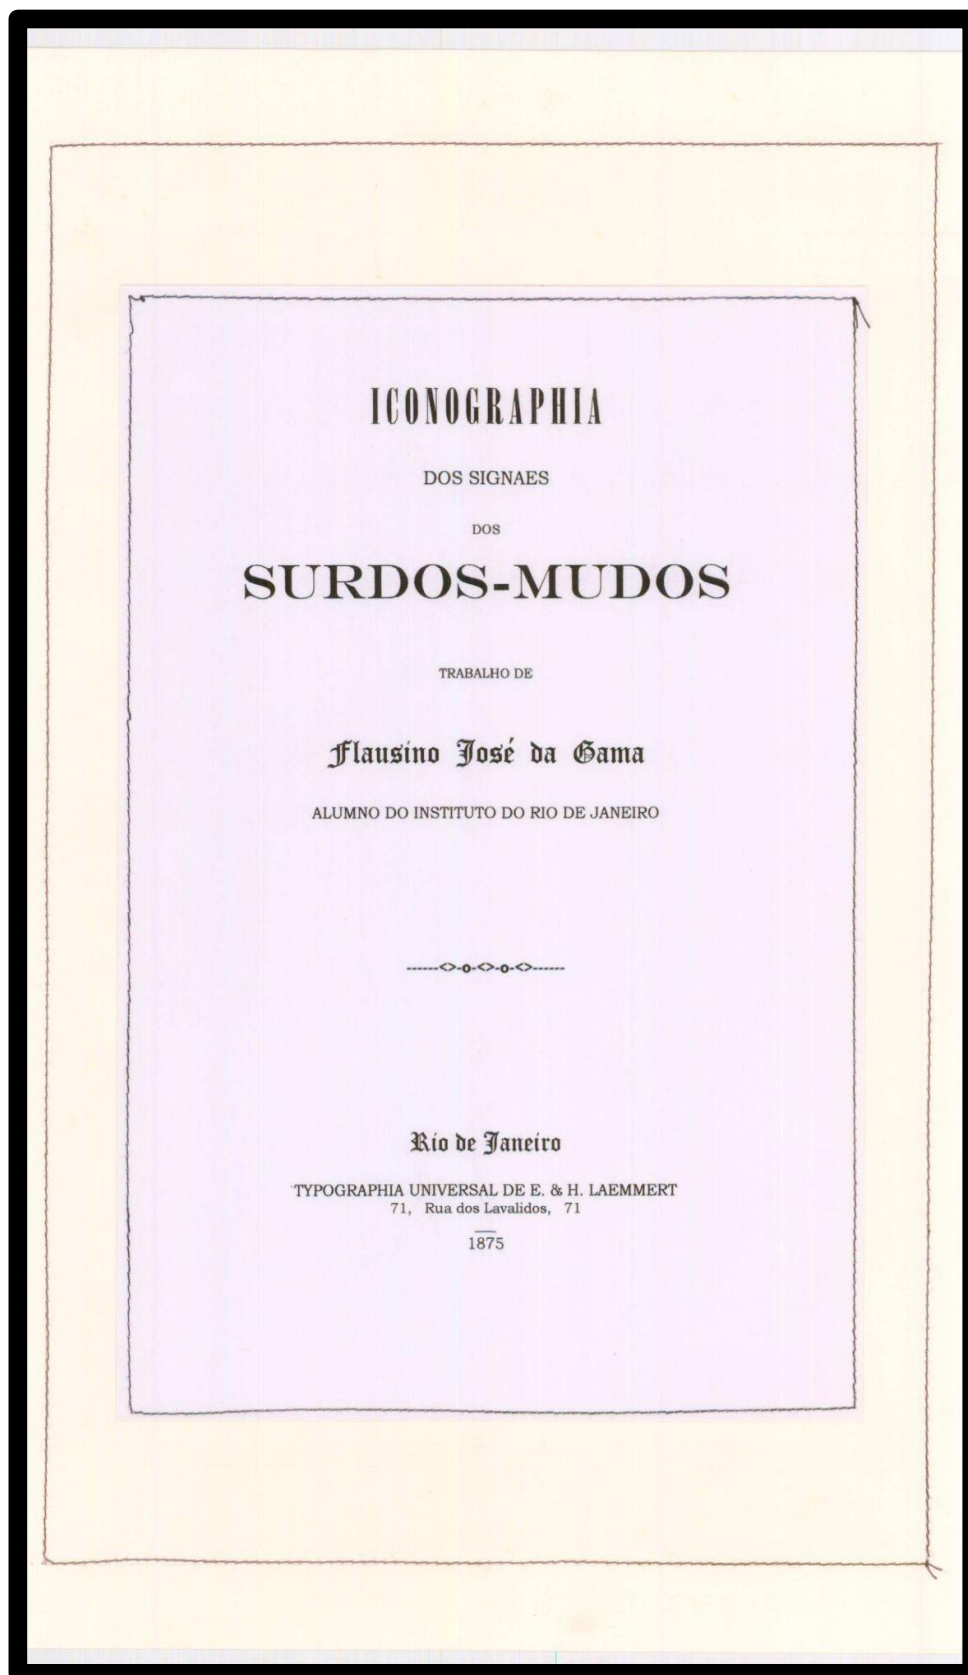 ICONOGRAPHIA
DOS SIGNAES
DOS
SURDOS-MUDOS
TRABALHO DE
Flausino José da Gama
ALUMNO DO INSTITUTO DO RIO DE JANEIRO
------<>-o-<>-o-<>------
Rio de Janeiro
TYPOGRAPHIA UNIVERSAL DE E. & H. LAEMMERT
71, Rua dos Lavalidos, 71
1875